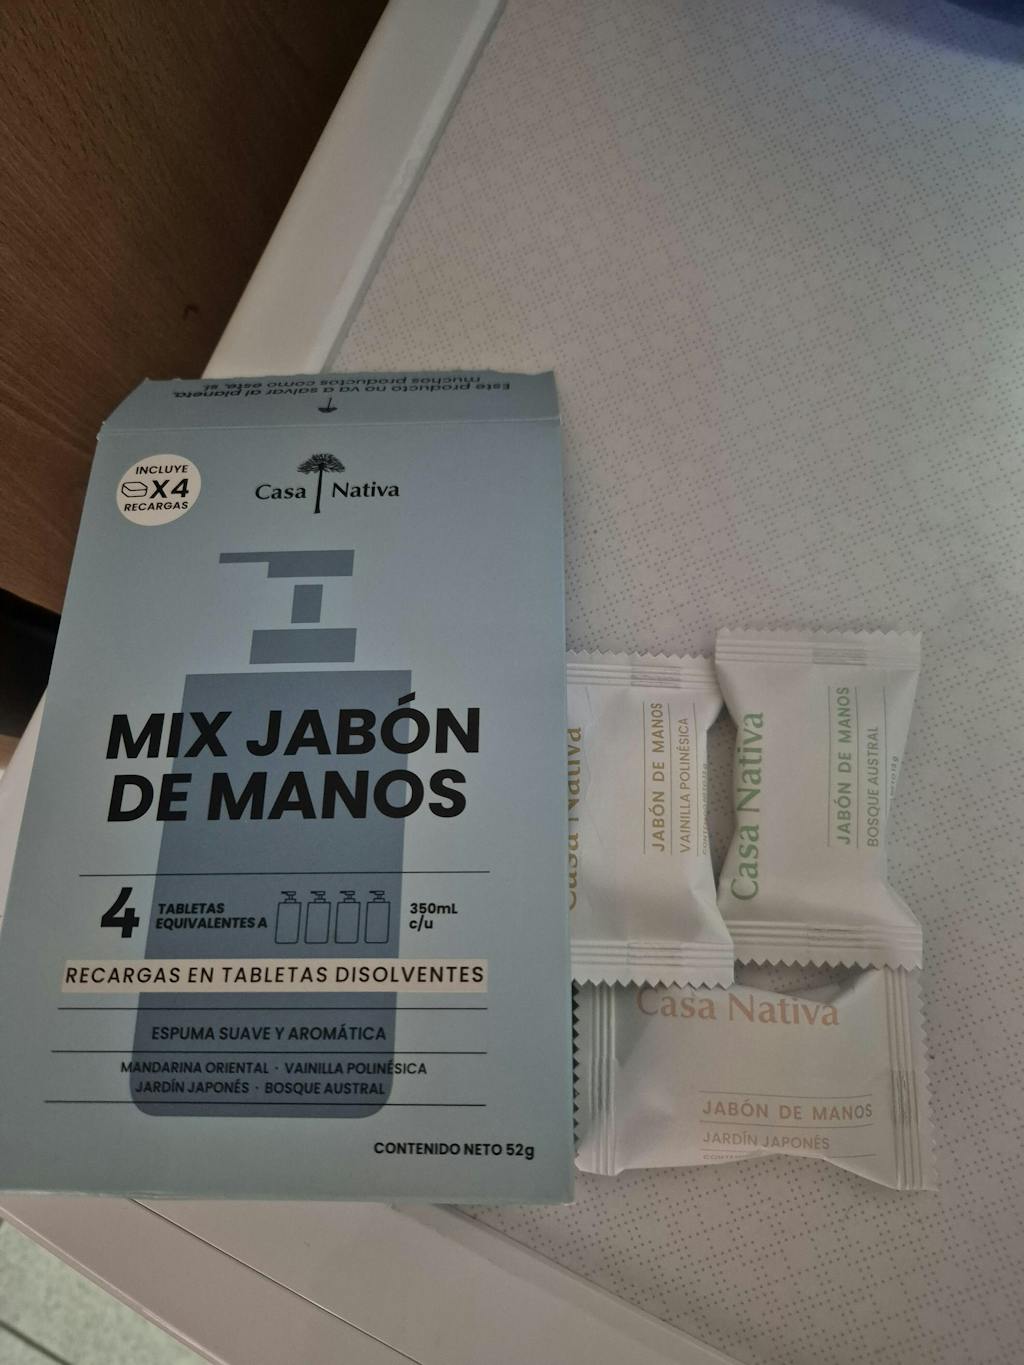 Este producto no va a salvar al planeta,
muchos productos como este, sí.
INCLUYE
X4
RECARGAS
Casa Nativa
MIX JABÓN
DE MANOS
4 TABLETAS
EQUIVALENTES A
350mL
c/u
RECARGAS EN TABLETAS DISOLVENTES
ESPUMA SUAVE Y AROMÁTICA
MANDARINA ORIENTAL · VAINILLA POLINÉSICA
JARDÍN JAPONÉS · BOSQUE AUSTRAL
CONTENIDO NETO 52g
Casa Nativa
JABÓN DE MANOS
VAINILLA POLINÉSICA
Casa Nativa
JABÓN DE MANOS
BOSQUE AUSTRAL
Casa Nativa
JABÓN DE MANOS
JARDÍN JAPONÉS